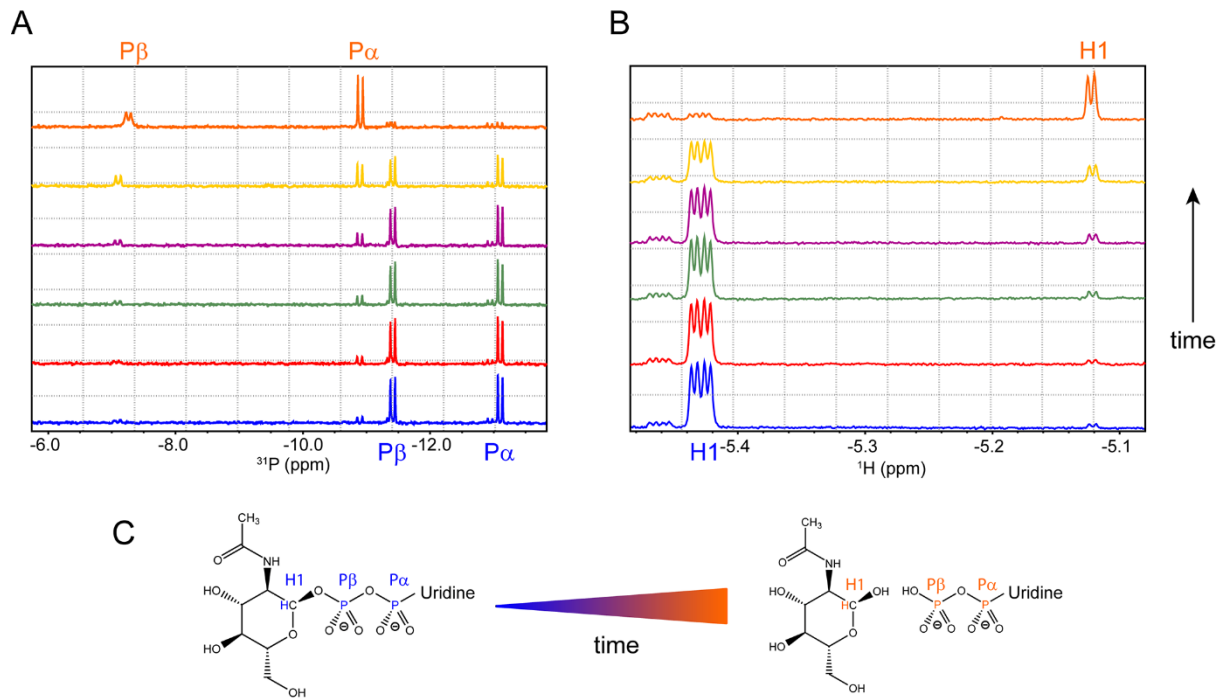 A
B
Pβ
Pα
H1
-6.0
-8.0
-10.0
-12.0
³¹P (ppm)
Pβ
Pα
-5.4
-5.3
-5.2
-5.1
H1
¹H (ppm)
time
C
CH₃
O
NH
H1
Pβ
Pα
HO
HC
O
P
O
P
Uridine
O
⊖
O
O
⊖
O
HO
O
HO
OH
time
CH₃
O
NH
H1
Pβ
Pα
HO
H
OH
HO
P
O
P
Uridine
O
⊖
O
O
⊖
O
HO
O
HO
OH